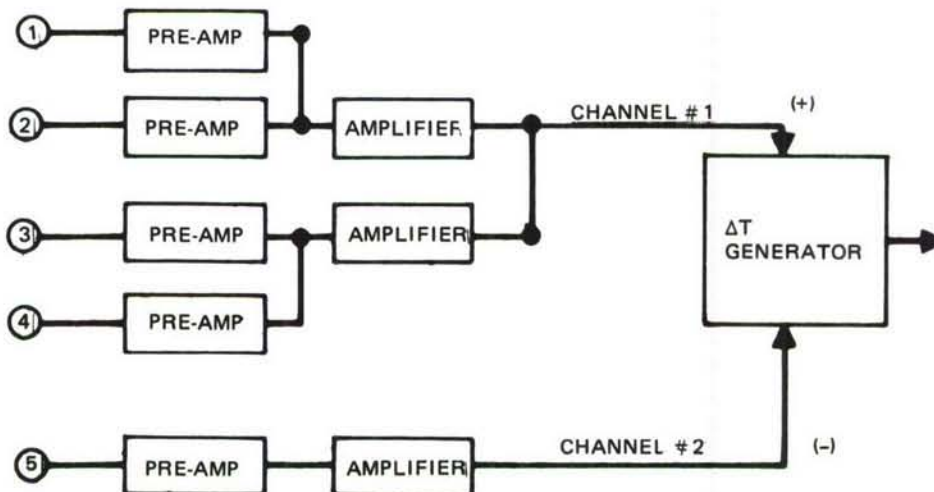 1
PRE-AMP
2
PRE-AMP
AMPLIFIER
CHANNEL #1
(+)
3
PRE-AMP
AMPLIFIER
ΔT
GENERATOR
4
PRE-AMP
5
PRE-AMP
AMPLIFIER
CHANNEL #2
(-)